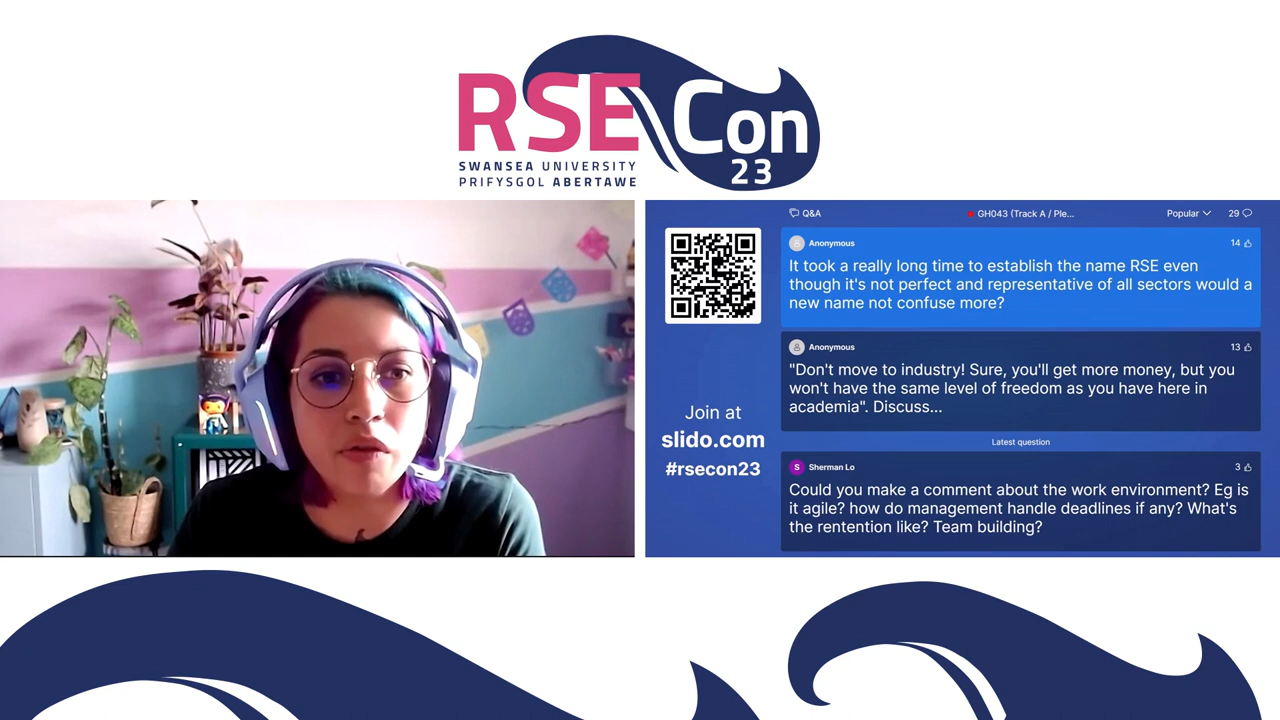 RSE Con
23
SWANSEA UNIVERSITY
PRIFYSGOL ABERTAWE
Q&A
GH043 (Track A / Ple...
Popular
29
Anonymous
14
It took a really long time to establish the name RSE even
though it's not perfect and representative of all sectors would a
new name not confuse more?
Anonymous
13
"Don't move to industry! Sure, you'll get more money, but you
won't have the same level of freedom as you have here in
academia". Discuss...
Latest question
S
Sherman Lo
3
Could you make a comment about the work environment? Eg is
it agile? how do management handle deadlines if any? What's
the rentention like? Team building?
Join at
slido.com
#rsecon23